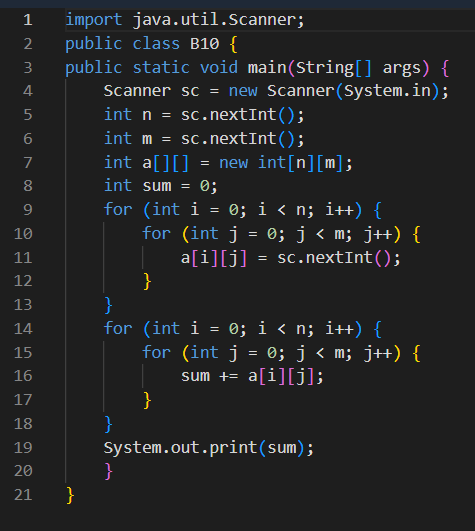 1 import java.util.Scanner;
2 public class B10 {
3 public static void main(String[] args) {
4     Scanner sc = new Scanner(System.in);
5     int n = sc.nextInt();
6     int m = sc.nextInt();
7     int a[][] = new int[n][m];
8     int sum = 0;
9     for (int i = 0; i < n; i++) {
10         for (int j = 0; j < m; j++) {
11             a[i][j] = sc.nextInt();
12         }
13     }
14     for (int i = 0; i < n; i++) {
15         for (int j = 0; j < m; j++) {
16             sum += a[i][j];
17         }
18     }
19     System.out.print(sum);
20     }
21 }